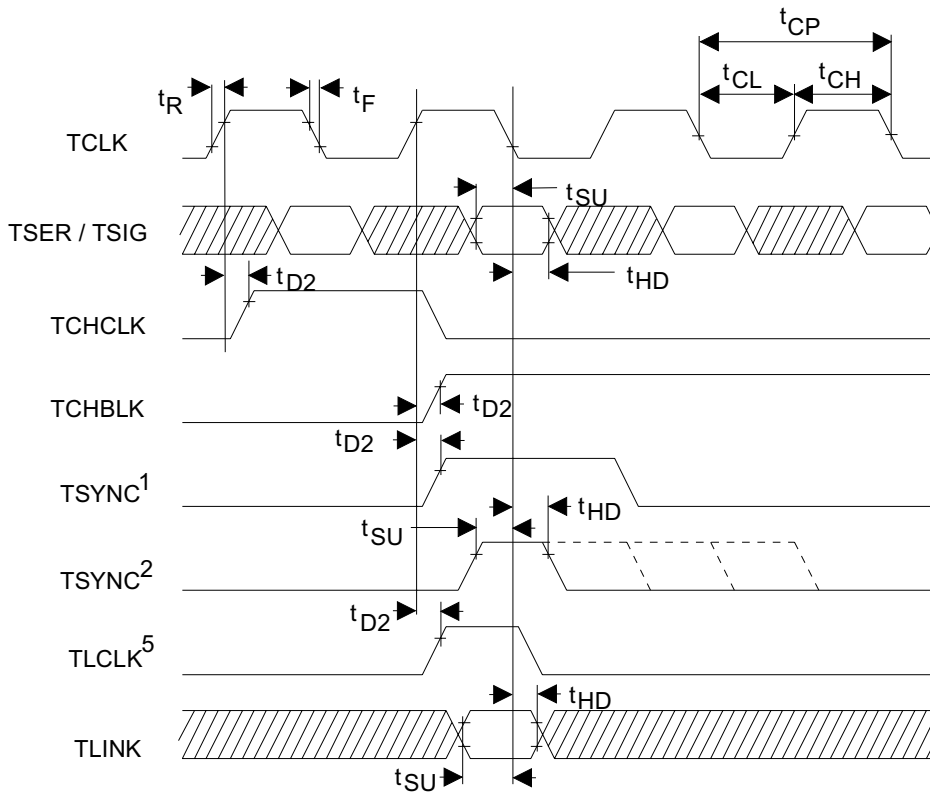 tCP
tCL tCH
tR tF
TCLK
tSU
TSER / TSIG
tHD
tD2
TCHCLK
TCHBLK
tD2
tD2
TSYNC1
tHD
tSU
TSYNC2
tD2
TLCLK5
tHD
TLINK
tSU